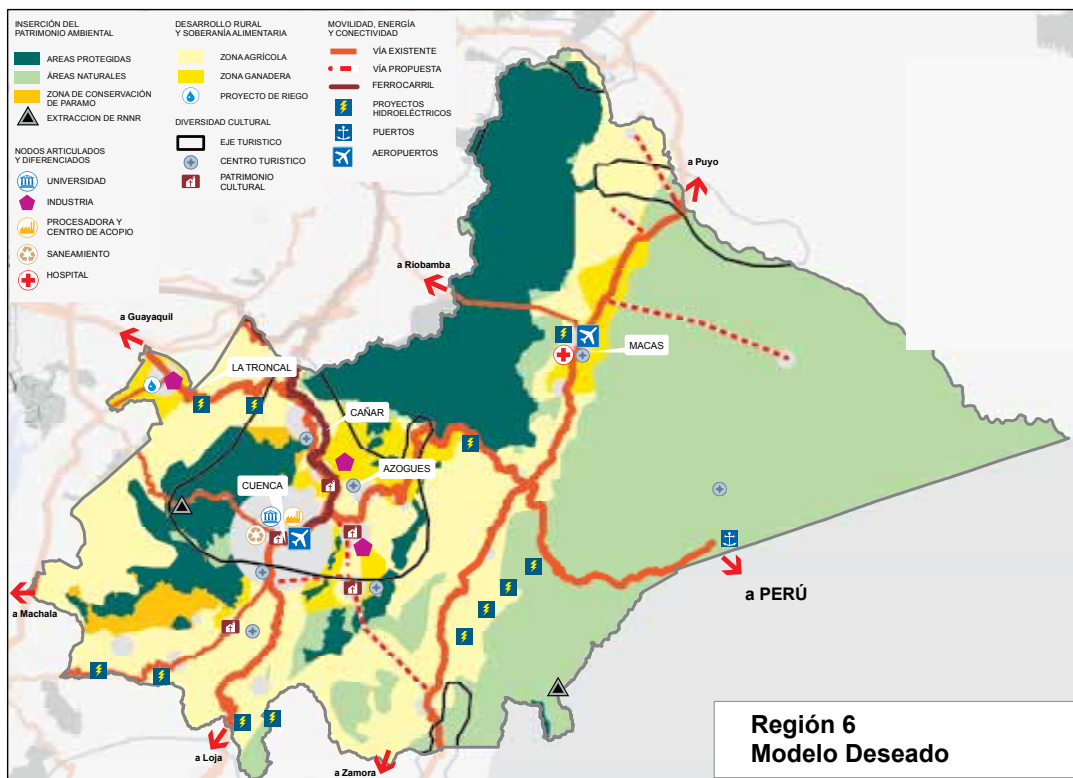 INSERCIÓN DEL
PATRIMONIO AMBIENTAL
AREAS PROTEGIDAS
ÁREAS NATURALES
ZONA DE CONSERVACIÓN
DE PARAMO
EXTRACCION DE RNNR
NODOS ARTICULADOS
Y DIFERENCIADOS
UNIVERSIDAD
INDUSTRIA
PROCESADORA Y
CENTRO DE ACOPIO
SANEAMIENTO
HOSPITAL
DESARROLLO RURAL
Y SOBERANÍA ALIMENTARIA
ZONA AGRÍCOLA
ZONA GANADERA
PROYECTO DE RIEGO
DIVERSIDAD CULTURAL
EJE TURISTICO
CENTRO TURISTICO
PATRIMONIO
CULTURAL
MOVILIDAD, ENERGÍA
Y CONECTIVIDAD
VÍA EXISTENTE
VÍA PROPUESTA
FERROCARRIL
PROYECTOS
HIDROELÉCTRICOS
PUERTOS
AEROPUERTOS
a Puyo
a Riobamba
a Guayaquil
MACAS
LA TRONCAL
CAÑAR
AZOGUES
CUENCA
a PERÚ
a Machala
a Loja
a Zamora
Región 6
Modelo Deseado